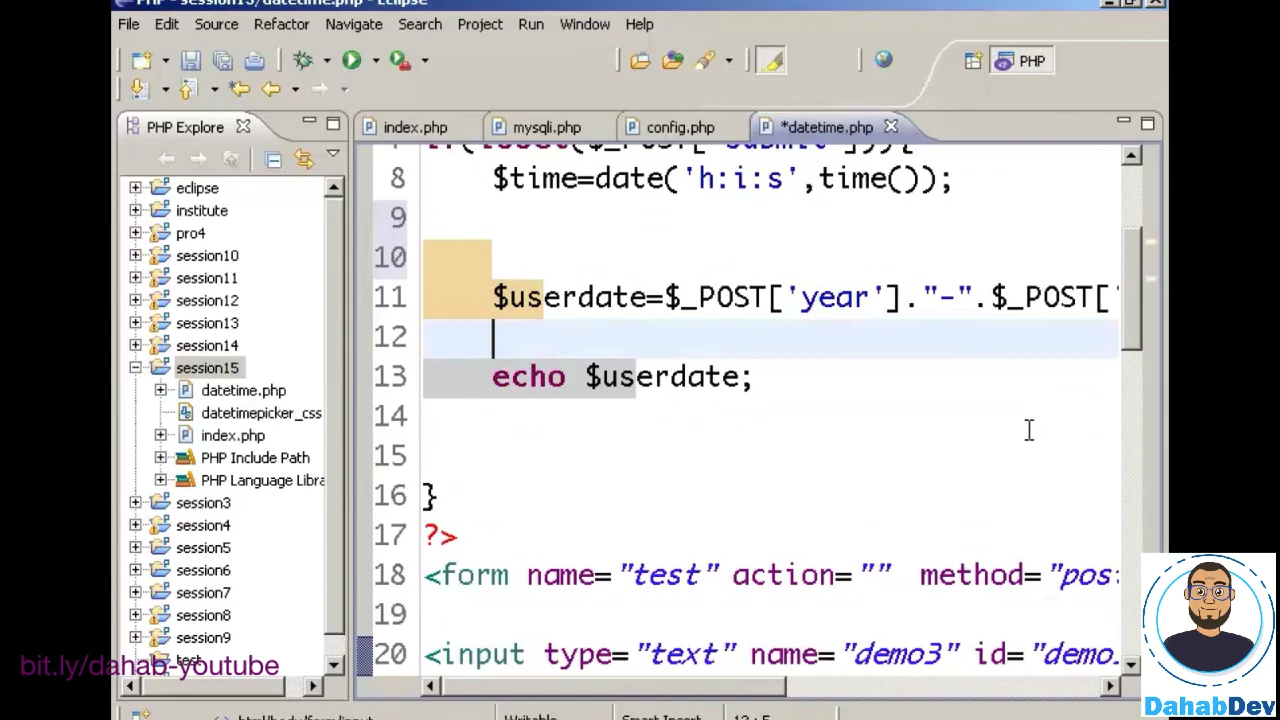 PHP - session15/datetime.php - Eclipse
File Edit Source Refactor Navigate Search Project Run Window Help
PHP
PHP Explore index.php mysqli.php config.php *datetime.php
eclipse
institute
pro4
session10
session11
session12
session13
session14
session15
datetime.php
datetimepicker_css
index.php
PHP Include Path
PHP Language Libra
session3
session4
session5
session6
session7
session8
session9
test
8 $time=date('h:i:s',time());
9
10
11 $userdate=$_POST['year']."-".$_POST['
12
13 echo $userdate;
14
15
16 }
17 ?>
18 <form name="test" action="" method="pos
19
20 <input type="text" name="demo3" id="demo
bit.ly/dahab-youtube
DahabDev
Writable Smart Insert